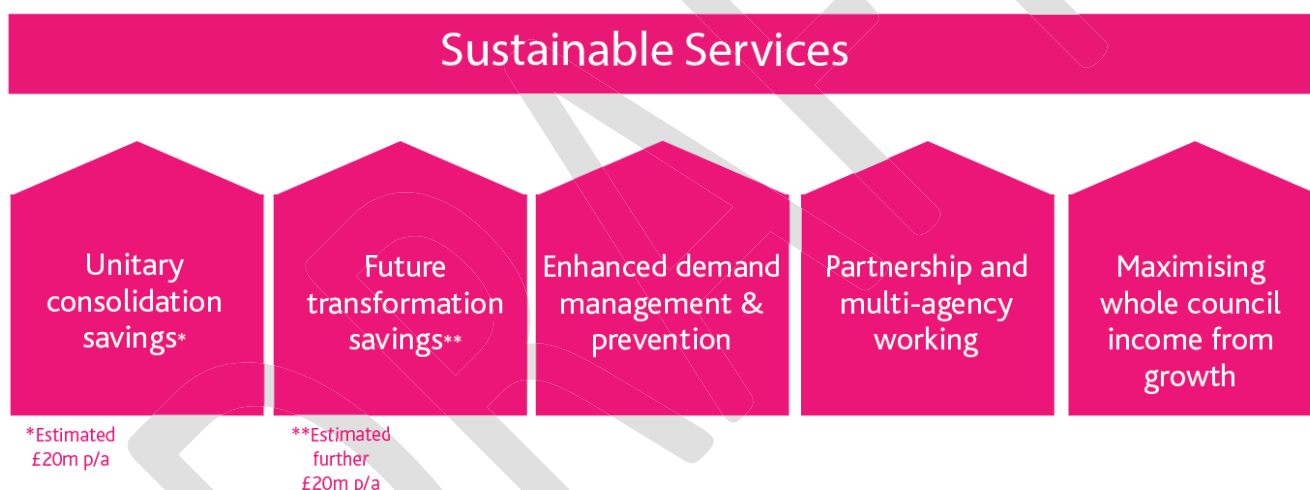 Sustainable Services
Unitary
consolidation
savings*
Future
transformation
savings**
Enhanced demand
management &
prevention
Partnership and
multi-agency
working
Maximising
whole council
income from
growth
*Estimated
£20m p/a
**Estimated
further
£20m p/a
DRAFT